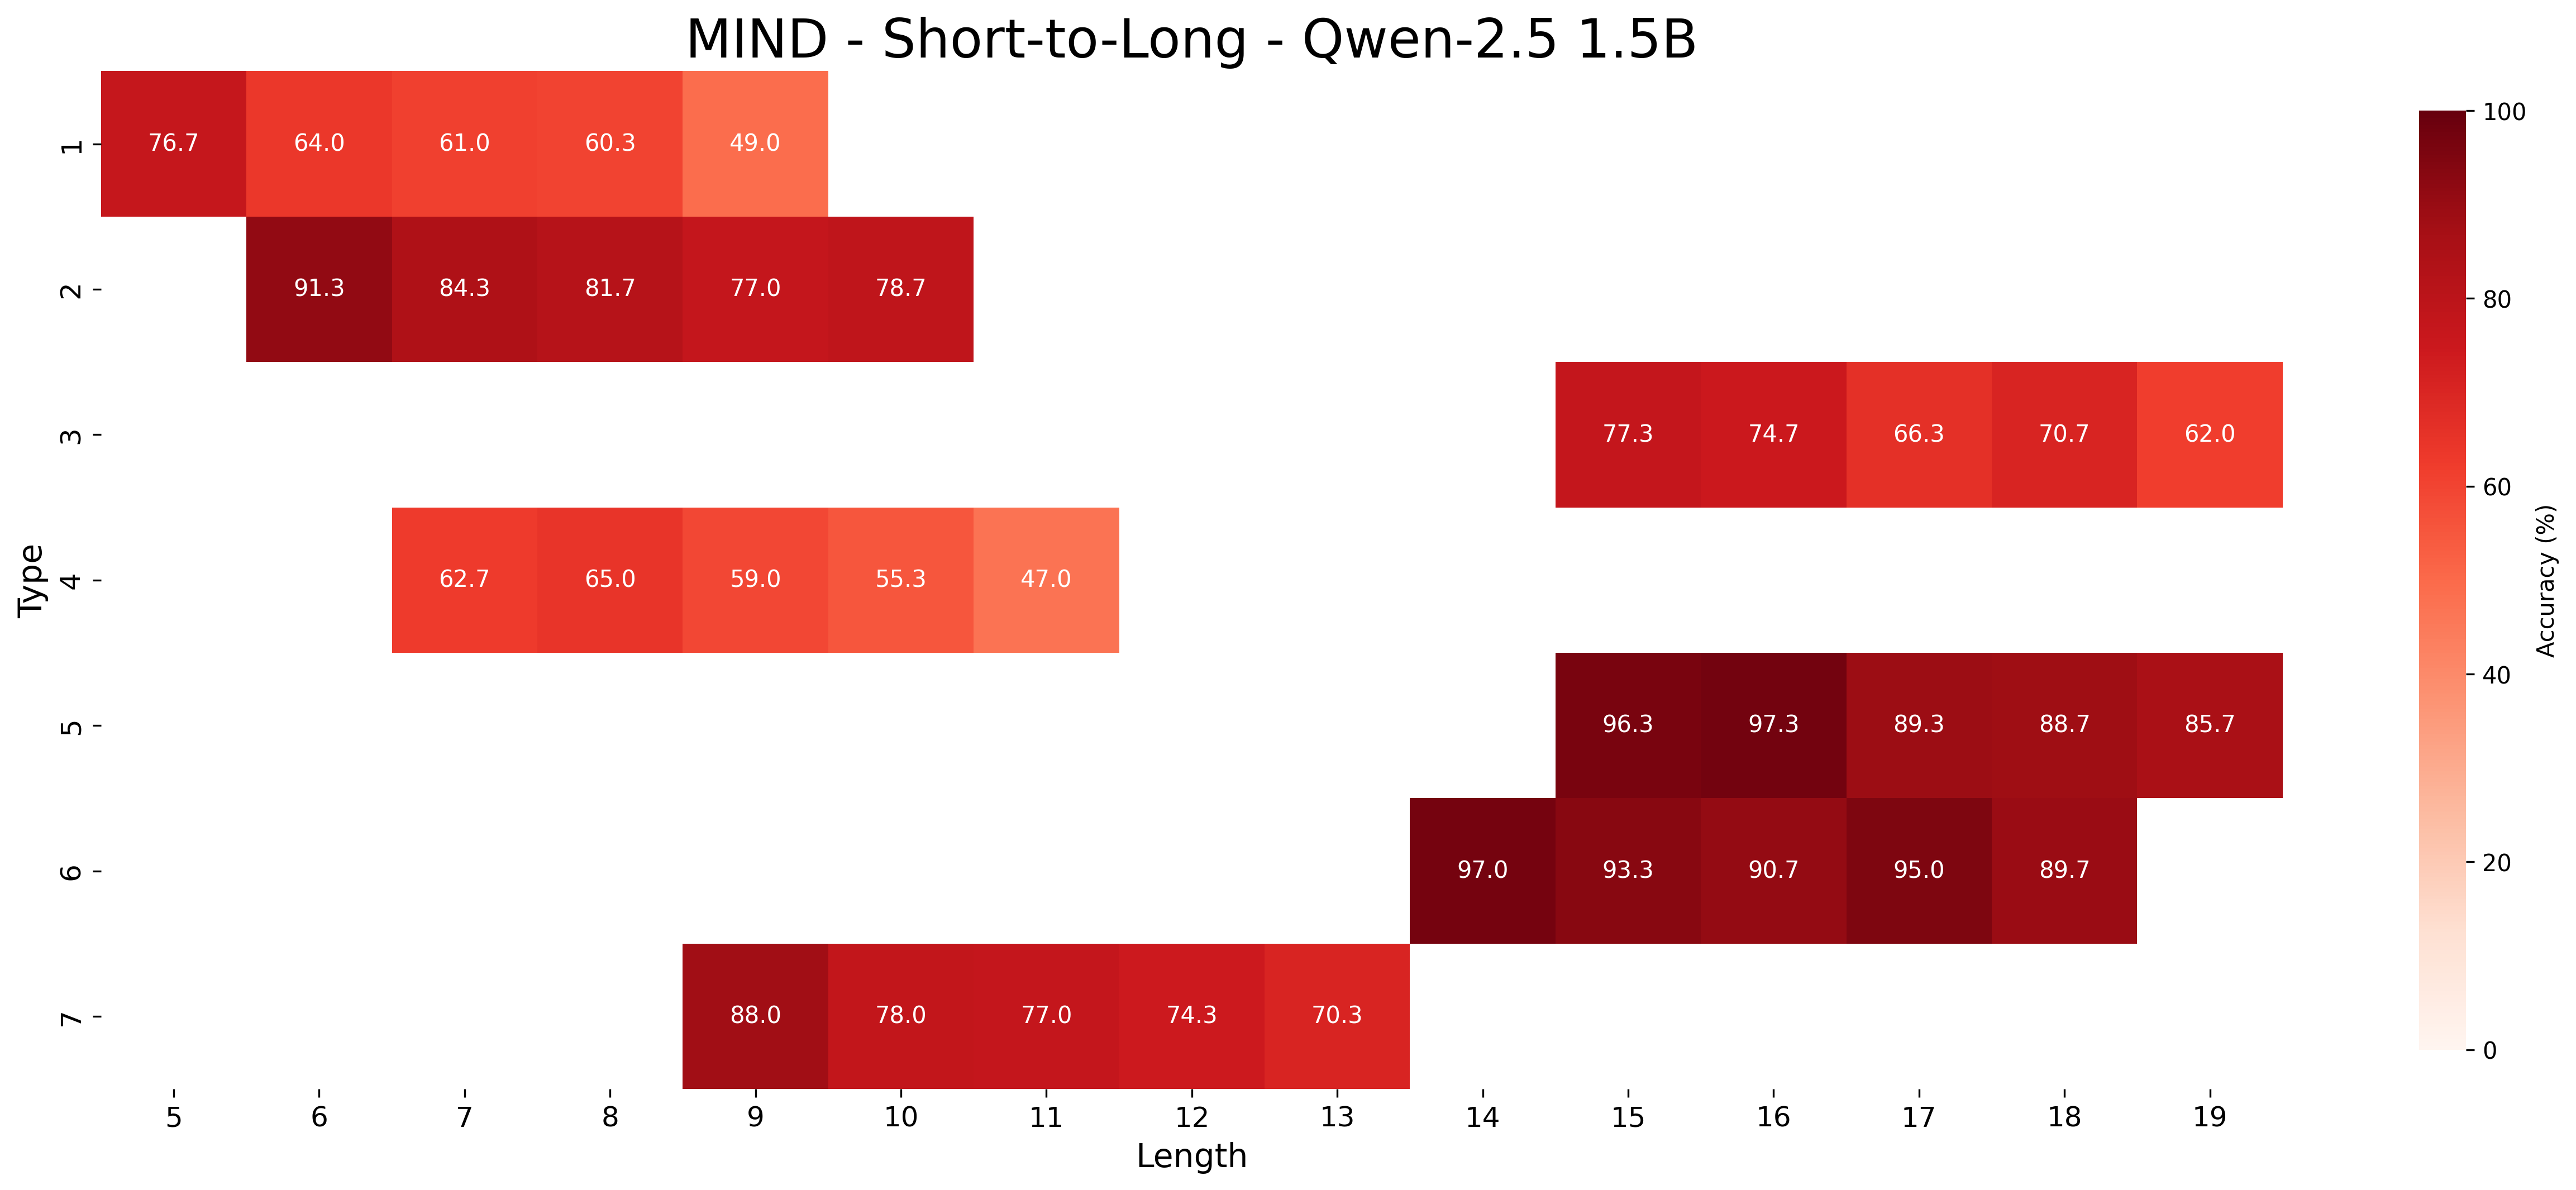 MIND - Short-to-Long - Qwen-2.5 1.5B
1 76.7 64.0 61.0 60.3 49.0
2 91.3 84.3 81.7 77.0 78.7
3 77.3 74.7 66.3 70.7 62.0
4 62.7 65.0 59.0 55.3 47.0
5 96.3 97.3 89.3 88.7 85.7
6 97.0 93.3 90.7 95.0 89.7
7 88.0 78.0 77.0 74.3 70.3
Type
5 6 7 8 9 10 11 12 13 14 15 16 17 18 19
Length
100
80
60
40
20
0
Accuracy (%)